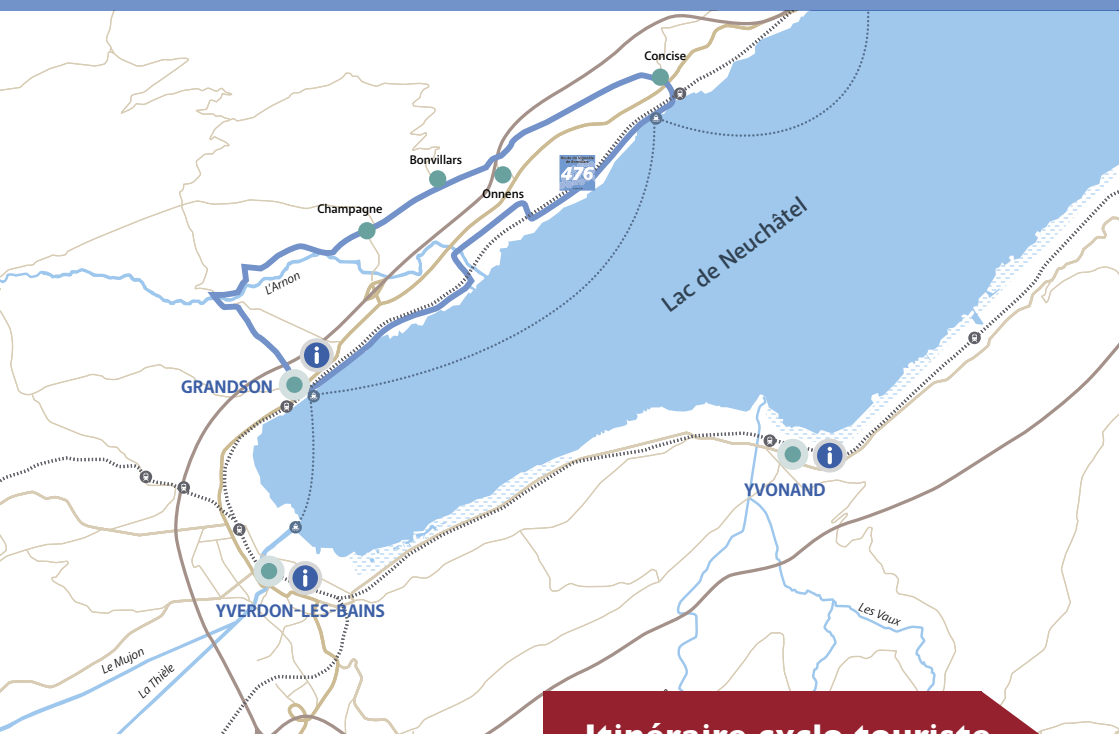 Concise
Bonvillars
476
Onnens
Champagne
Lac de Neuchâtel
L'Arnon
GRANDSON
YVONAND
YVERDON-LES-BAINS
Les Vaux
Le Mujon
La Thièle
Itinéraire cyclo touriste